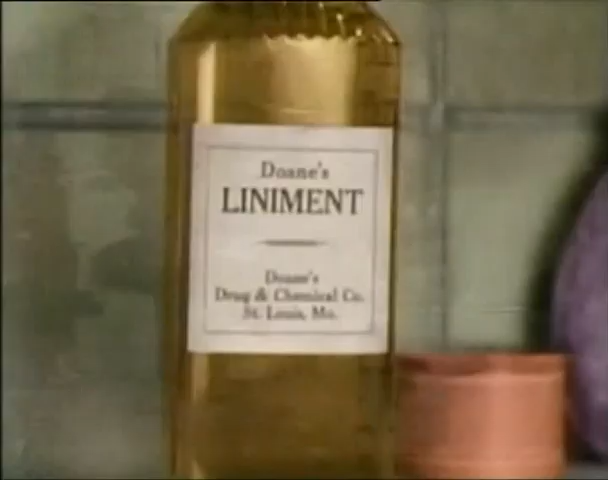 Doane's
LINIMENT
Doane's
Drug & Chemical Co.
St. Louis, Mo.